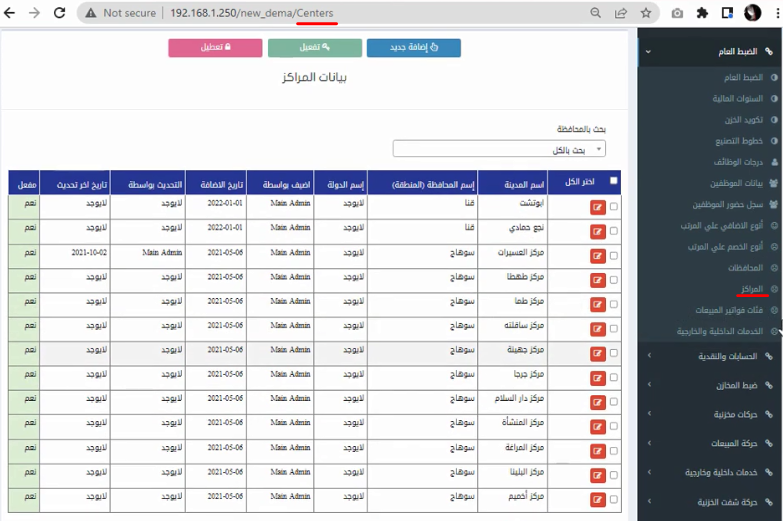 Not secure | 192.168.1.250/new_dema/Centers
إضافة جديد
تفعيل
تعطيل
بيانات المراكز
بحث بالمحافظة
بحث بالكل
اختر الكل اسم المدينة إسم المحافظة (المنطقة) إسم الدولة اضيف بواسطة تاريخ الاضافة التحديث بواسطة تاريخ اخر تحديث مفعل
ابوتشت قنا لايوجد Main Admin 2022-01-01 لايوجد لايوجد نعم
نجع حمادي قنا لايوجد Main Admin 2022-01-01 لايوجد لايوجد نعم
مركز العسيرات سوهاج لايوجد Main Admin 2021-05-06 Main Admin 2021-10-02 نعم
مركز طهطا سوهاج لايوجد Main Admin 2021-05-06 لايوجد لايوجد نعم
مركز طما سوهاج لايوجد Main Admin 2021-05-06 لايوجد لايوجد نعم
مركز ساقلته سوهاج لايوجد Main Admin 2021-05-06 لايوجد لايوجد نعم
مركز جهينة سوهاج لايوجد Main Admin 2021-05-06 لايوجد لايوجد نعم
مركز جرجا سوهاج لايوجد Main Admin 2021-05-06 لايوجد لايوجد نعم
مركز دار السلام سوهاج لايوجد Main Admin 2021-05-06 لايوجد لايوجد نعم
مركز المنشأة سوهاج لايوجد Main Admin 2021-05-06 لايوجد لايوجد نعم
مركز المراغة سوهاج لايوجد Main Admin 2021-05-06 لايوجد لايوجد نعم
مركز البلينا سوهاج لايوجد Main Admin 2021-05-06 لايوجد لايوجد نعم
مركز أخميم سوهاج لايوجد Main Admin 2021-05-06 لايوجد لايوجد نعم
الضبط العام
الضبط العام
السنوات المالية
تكويد الخزن
خطوط التصنيع
درجات الوظائف
بيانات الموظفين
سجل حضور الموظفين
أنوع الاضافي علي المرتب
أنوع الخصم علي المرتب
المحافظات
المراكز
فئات فواتير المبيعات
الخدمات الداخلية والخارجية
الحسابات والنقدية
ضبط المخازن
حركات مخزنية
حركة المبيعات
خدمات داخلية وخارجية
حركة شفت الخزنية